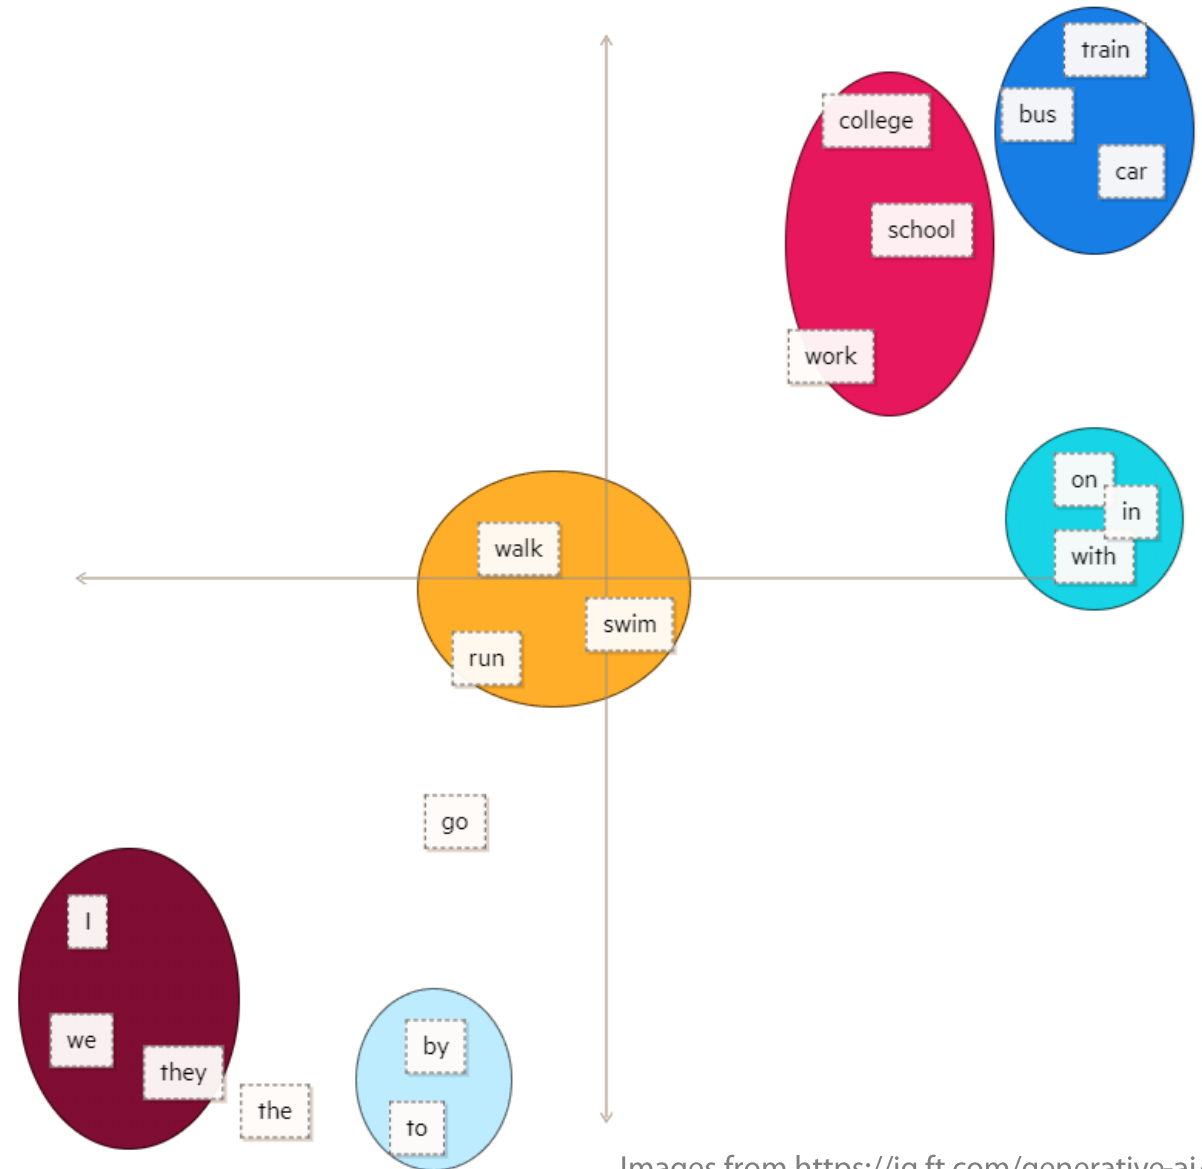 train
college
bus
car
school
work
on
in
with
walk
swim
run
go
I
we
by
they
the
to
Images from https://ig.ft.com/generative-ai